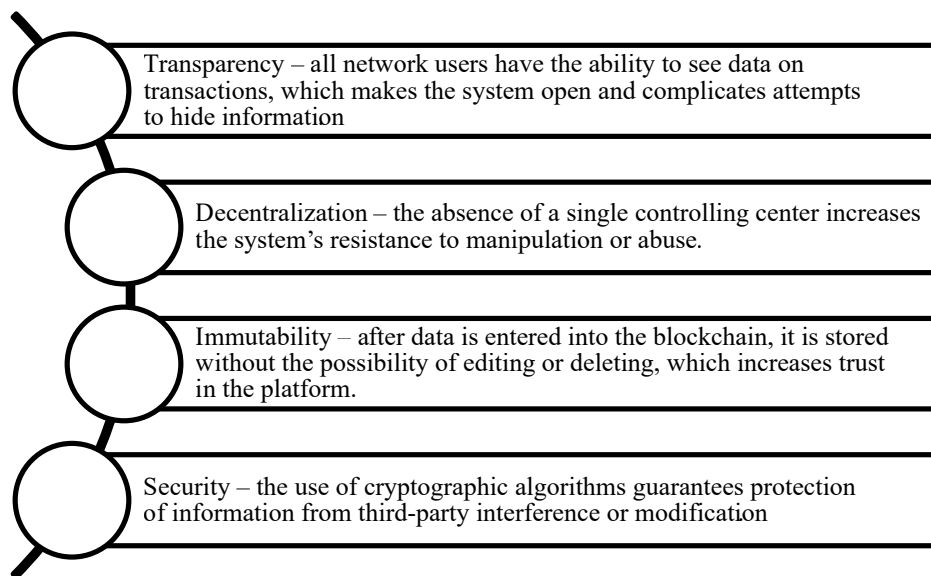 Transparency – all network users have the ability to see data on
transactions, which makes the system open and complicates attempts
to hide information
Decentralization – the absence of a single controlling center increases
the system’s resistance to manipulation or abuse.
Immutability – after data is entered into the blockchain, it is stored
without the possibility of editing or deleting, which increases trust
in the platform.
Security – the use of cryptographic algorithms guarantees protection
of information from third-party interference or modification